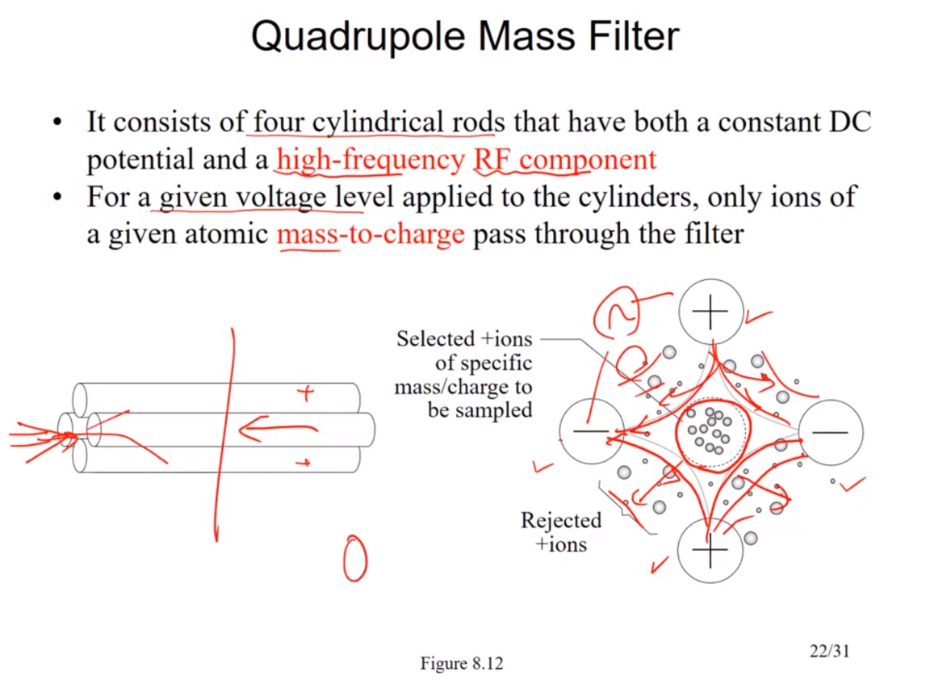 Quadrupole Mass Filter
• It consists of four cylindrical rods that have both a constant DC
potential and a high-frequency RF component
• For a given voltage level applied to the cylinders, only ions of
a given atomic mass-to-charge pass through the filter
Selected +ions
of specific
mass/charge to
be sampled
Rejected
+ions
+
−
−
+
+
+
Figure 8.12
22/31